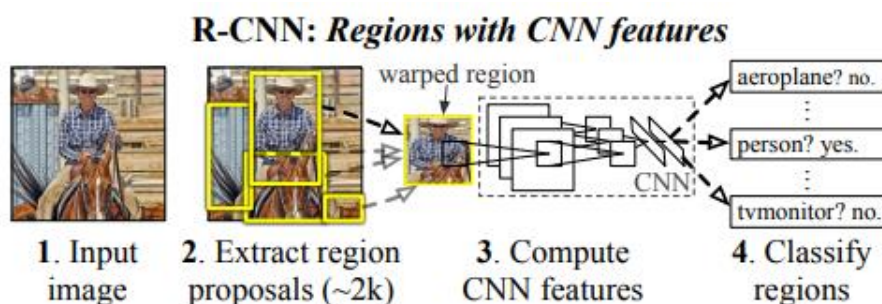 R-CNN: Regions with CNN features
warped region
aeroplane? no.
person? yes.
CNN
tvmonitor? no.
1. Input
image
2. Extract region
proposals (~2k)
3. Compute
CNN features
4. Classify
regions